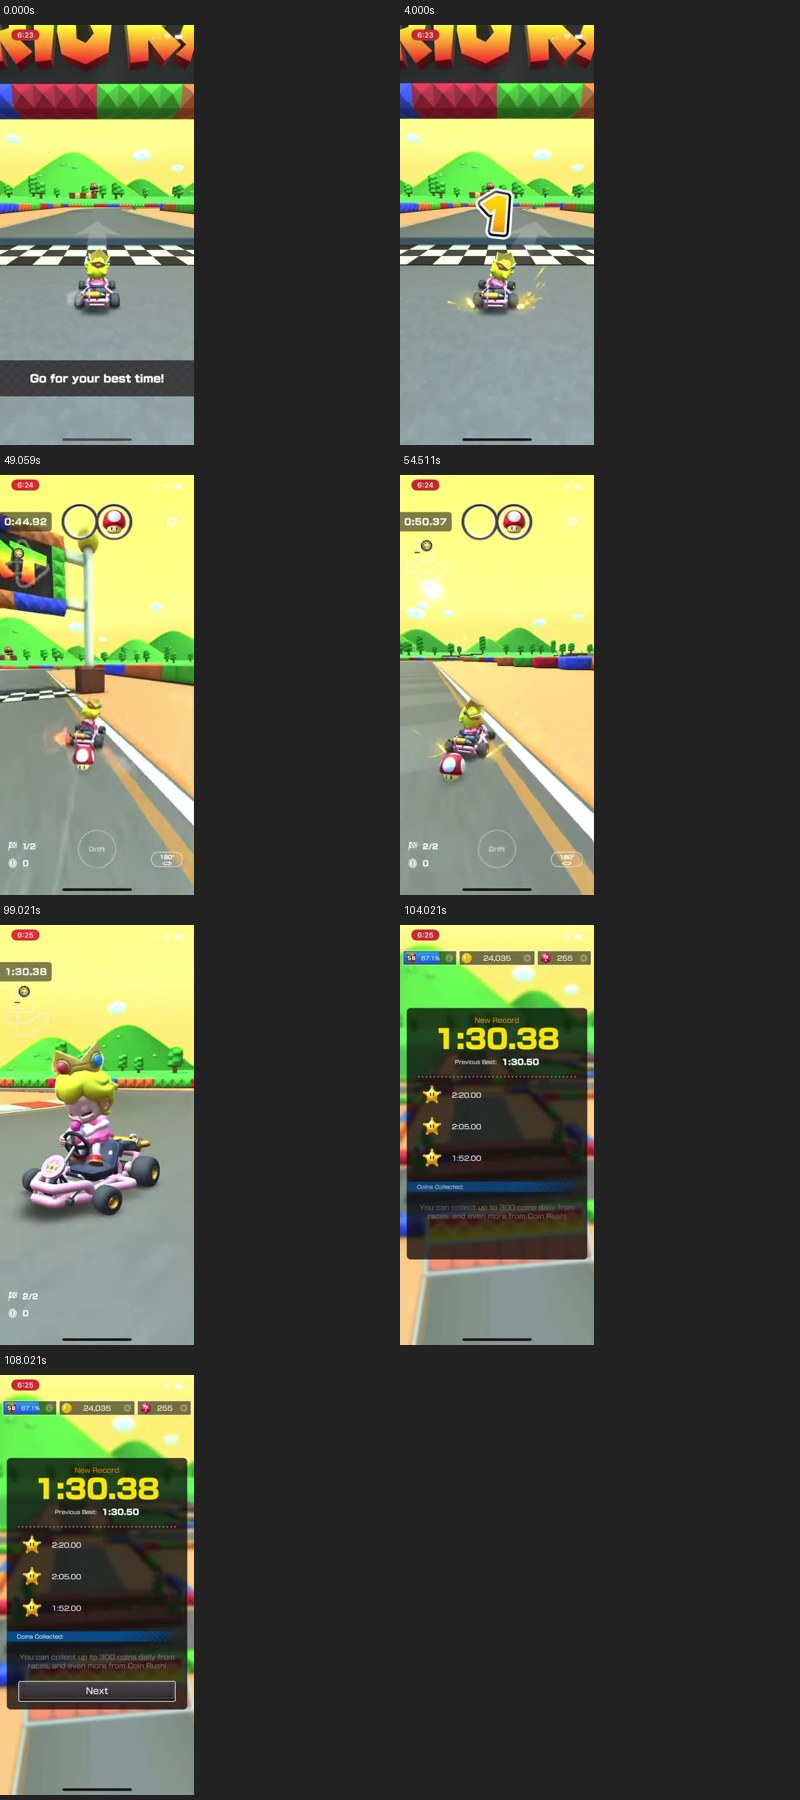 0.000s
6:23
Go for your best time!
4.000s
6:23
1
49.059s
6:24
0:44.92
1/2
0
Drift
180°
54.511s
6:24
0:50.37
2/2
0
Drift
180°
99.021s
6:25
1:30.38
2/2
0
104.021s
6:25
58 67.1% 24,035 255
New Record
1:30.38
Previous Best: 1:30.50
2:20.00
2:05.00
1:52.00
Coins Collected:
You can collect up to 300 coins daily from
races, and even more from Coin Rush!
108.021s
6:25
58 67.1% 24,035 255
New Record
1:30.38
Previous Best: 1:30.50
2:20.00
2:05.00
1:52.00
Coins Collected:
You can collect up to 300 coins daily from
races, and even more from Coin Rush!
Next